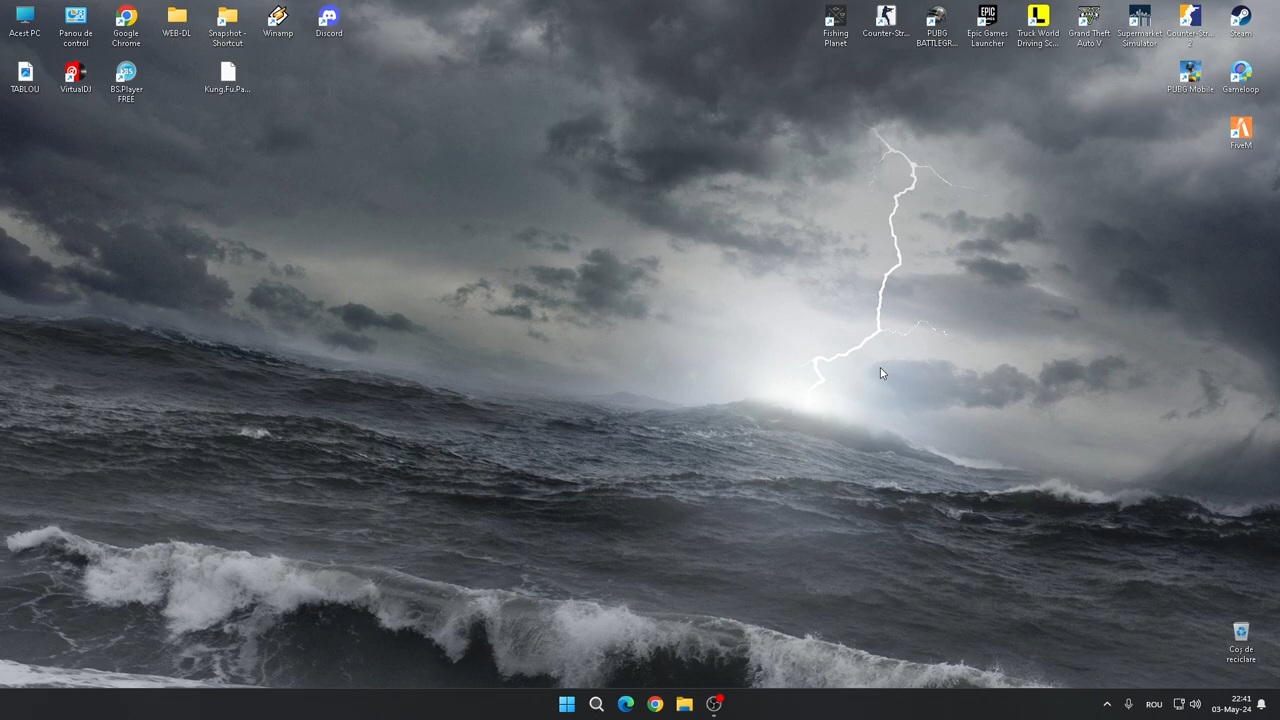 Acest PC
Panou de control
Google Chrome
WEB-DL
Snapshot - Shortcut
Winamp
Discord
Fishing Planet
Counter-Str...
PUBG BATTLEGR...
Epic Games Launcher
Truck World Driving Sc...
Grand Theft Auto V
Supermarket Simulator
Counter-Str... 2
Steam
TABLOU
VirtualDJ
BS.Player FREE
Kung.Fu.Pa...
PUBG Mobile
Gameloop
FiveM
Coș de reciclare
ROU
22:41
03-May-24